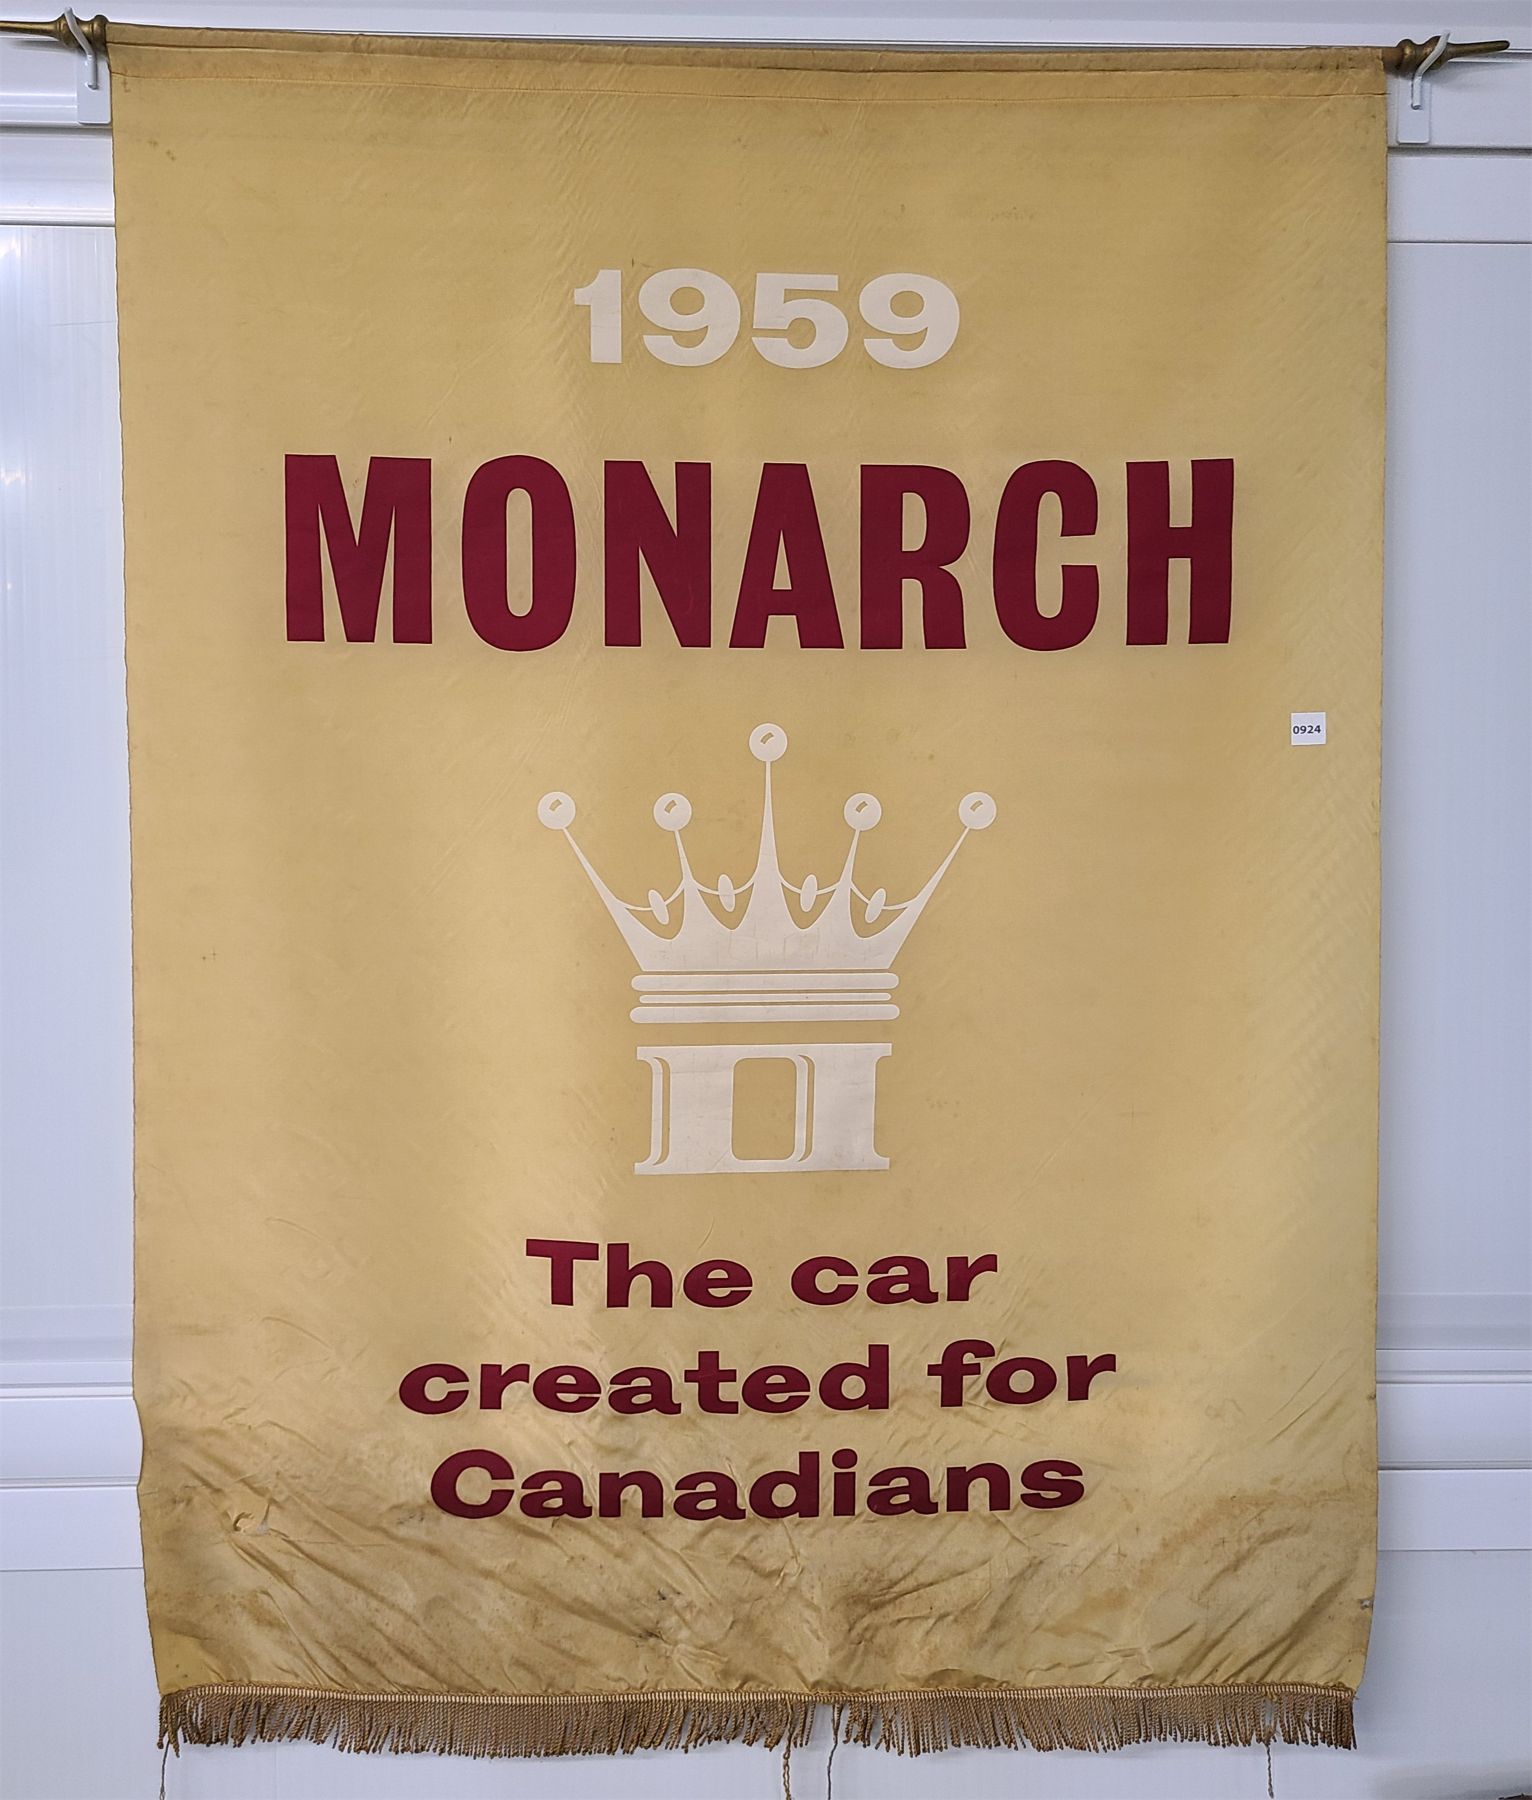 1959
MONARCH
0924
The car
created for
Canadians